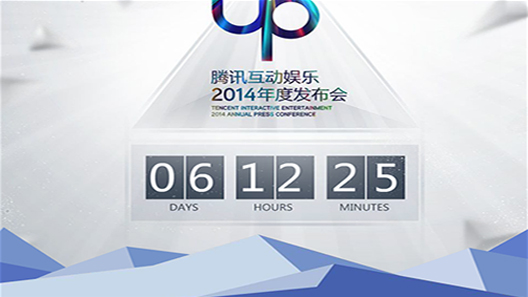 up
腾讯互动娱乐
2014年度发布会
TENCENT INTERACTIVE ENTERTAINMENT
2014 ANNUAL PRESS CONFERENCE
06 12 25
DAYS HOURS MINUTES